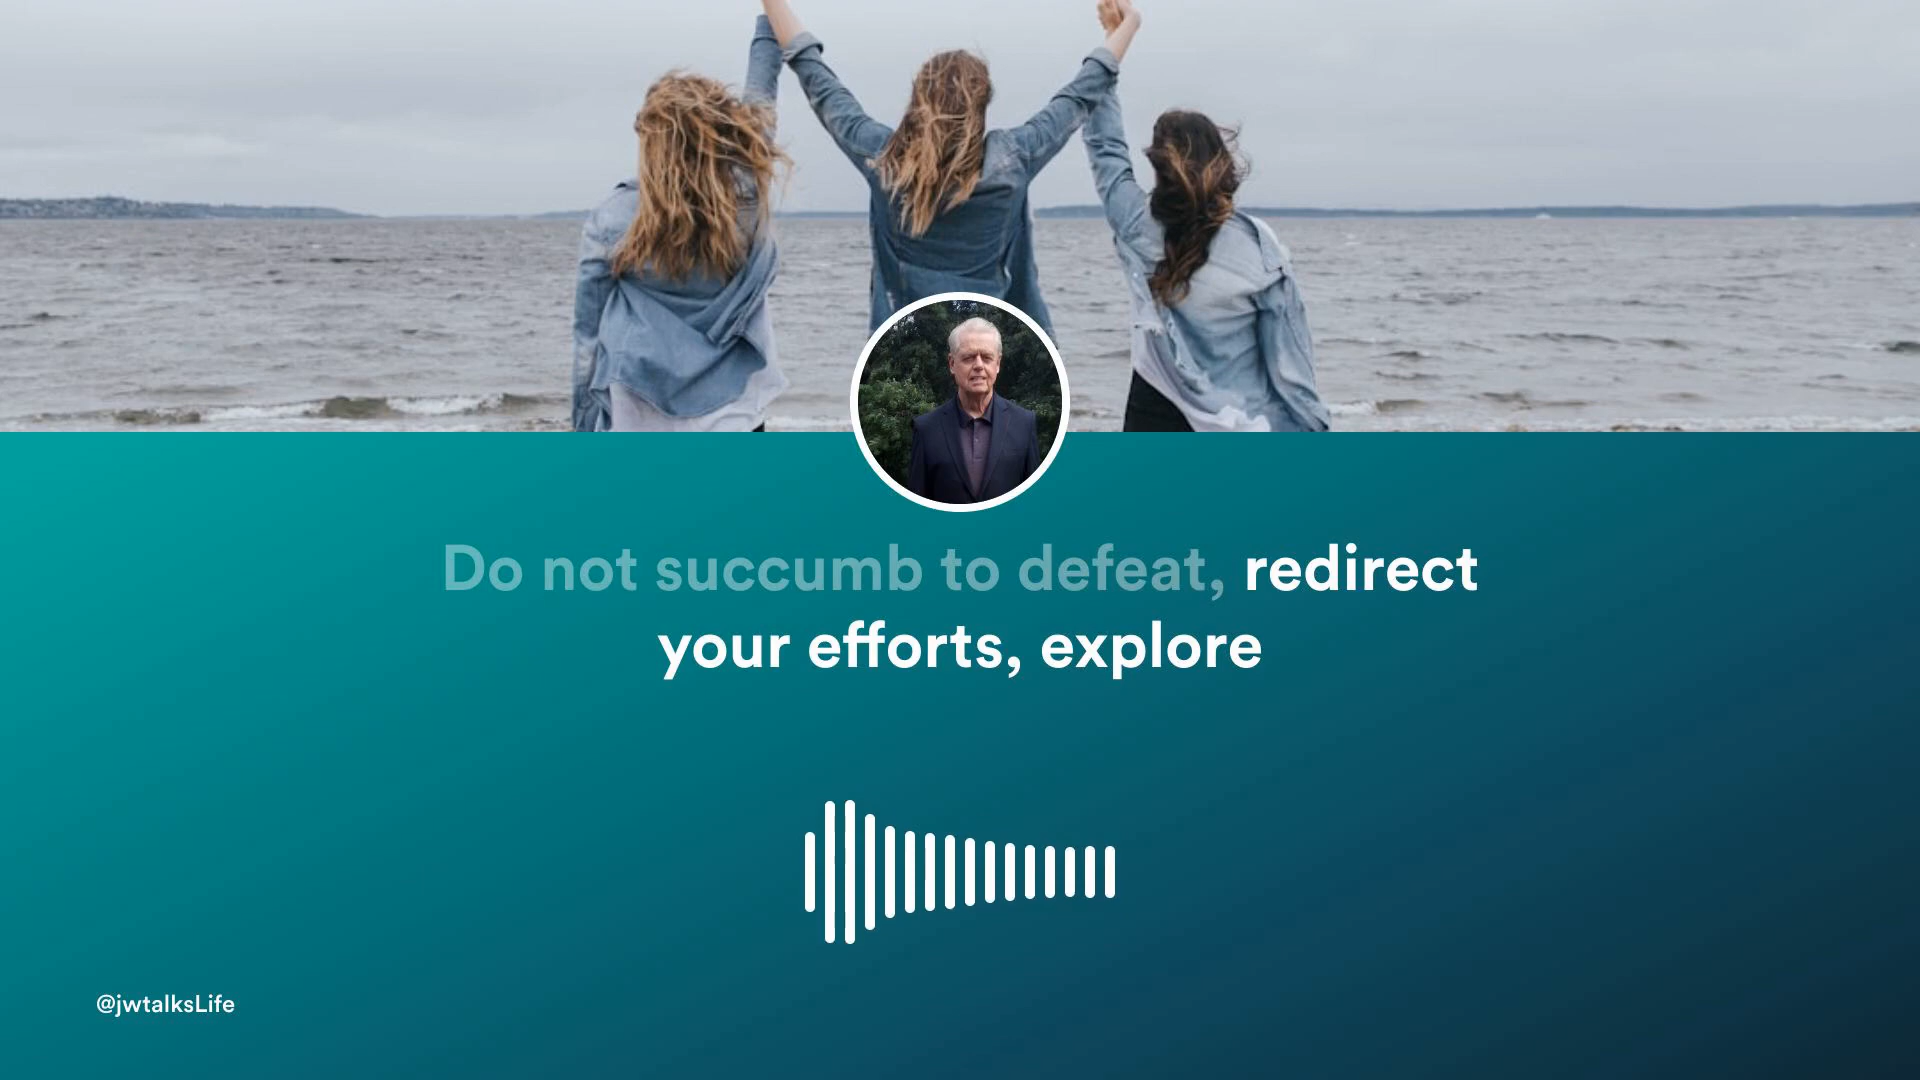 Do not succumb to defeat, redirect
your efforts, explore
@jwtalksLife